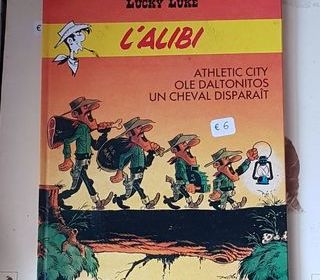 LUCKY LUKE
L'ALIBI
ATHLETIC CITY
OLE DALTONITOS
UN CHEVAL DISPARAÎT
€ 6
€